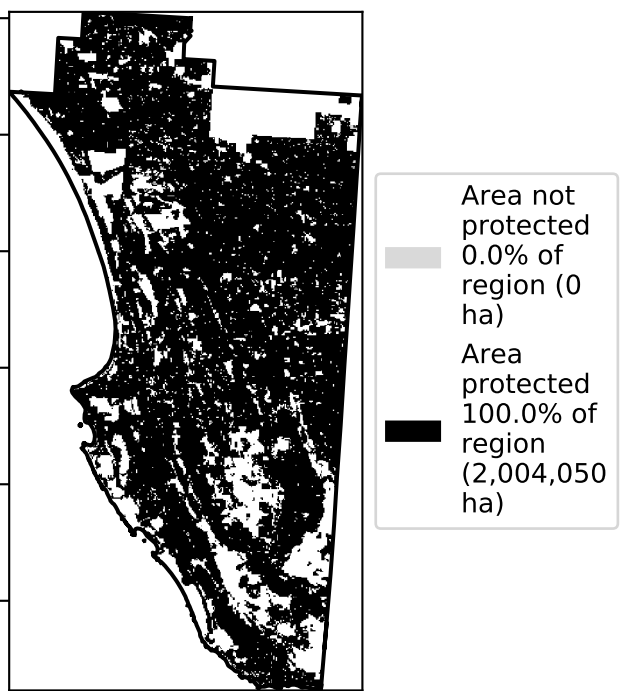 Area not
protected
0.0% of
region (0
ha)
Area
protected
100.0% of
region
(2,004,050
ha)